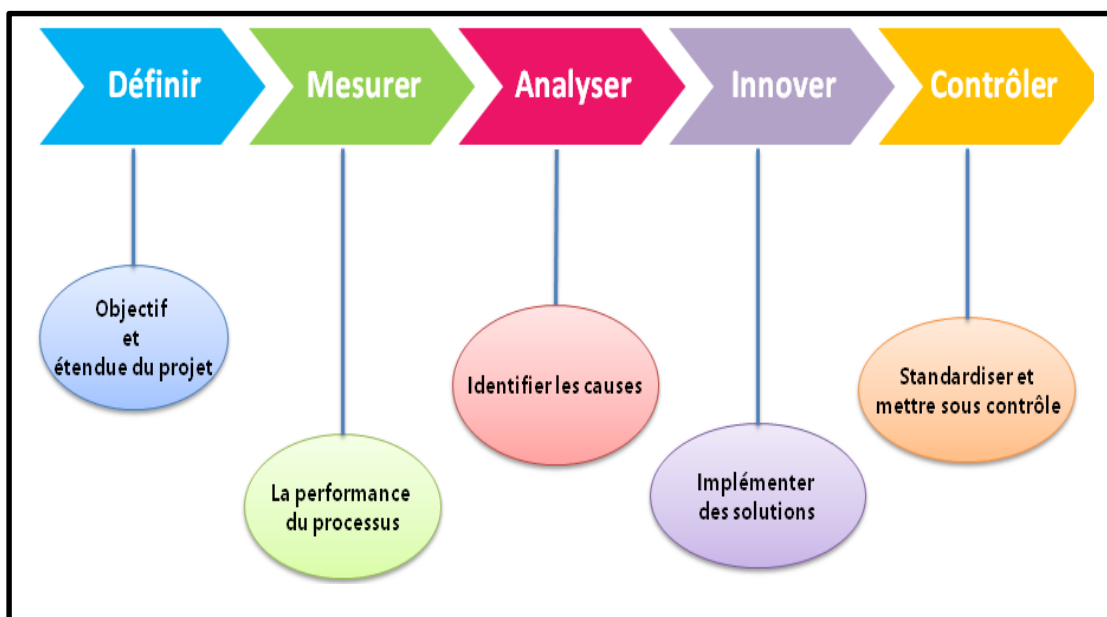 Définir
Mesurer
Analyser
Innover
Contrôler
Objectif
et
étendue du projet
La performance
du processus
Identifier les causes
Implémenter
des solutions
Standardiser et
mettre sous contrôle